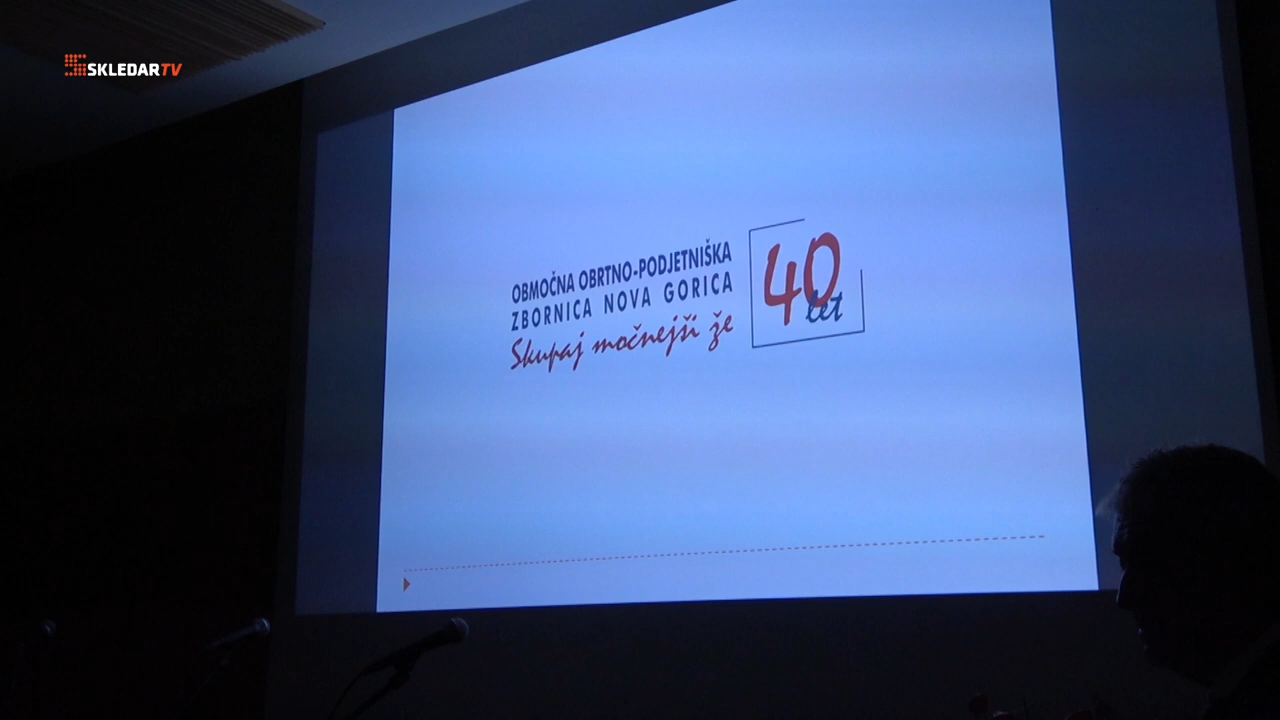 SKLEDARTV
OBMOČNA OBRTNO-PODJETNIŠKA
ZBORNICA NOVA GORICA
Skupaj močnejši že
40
let